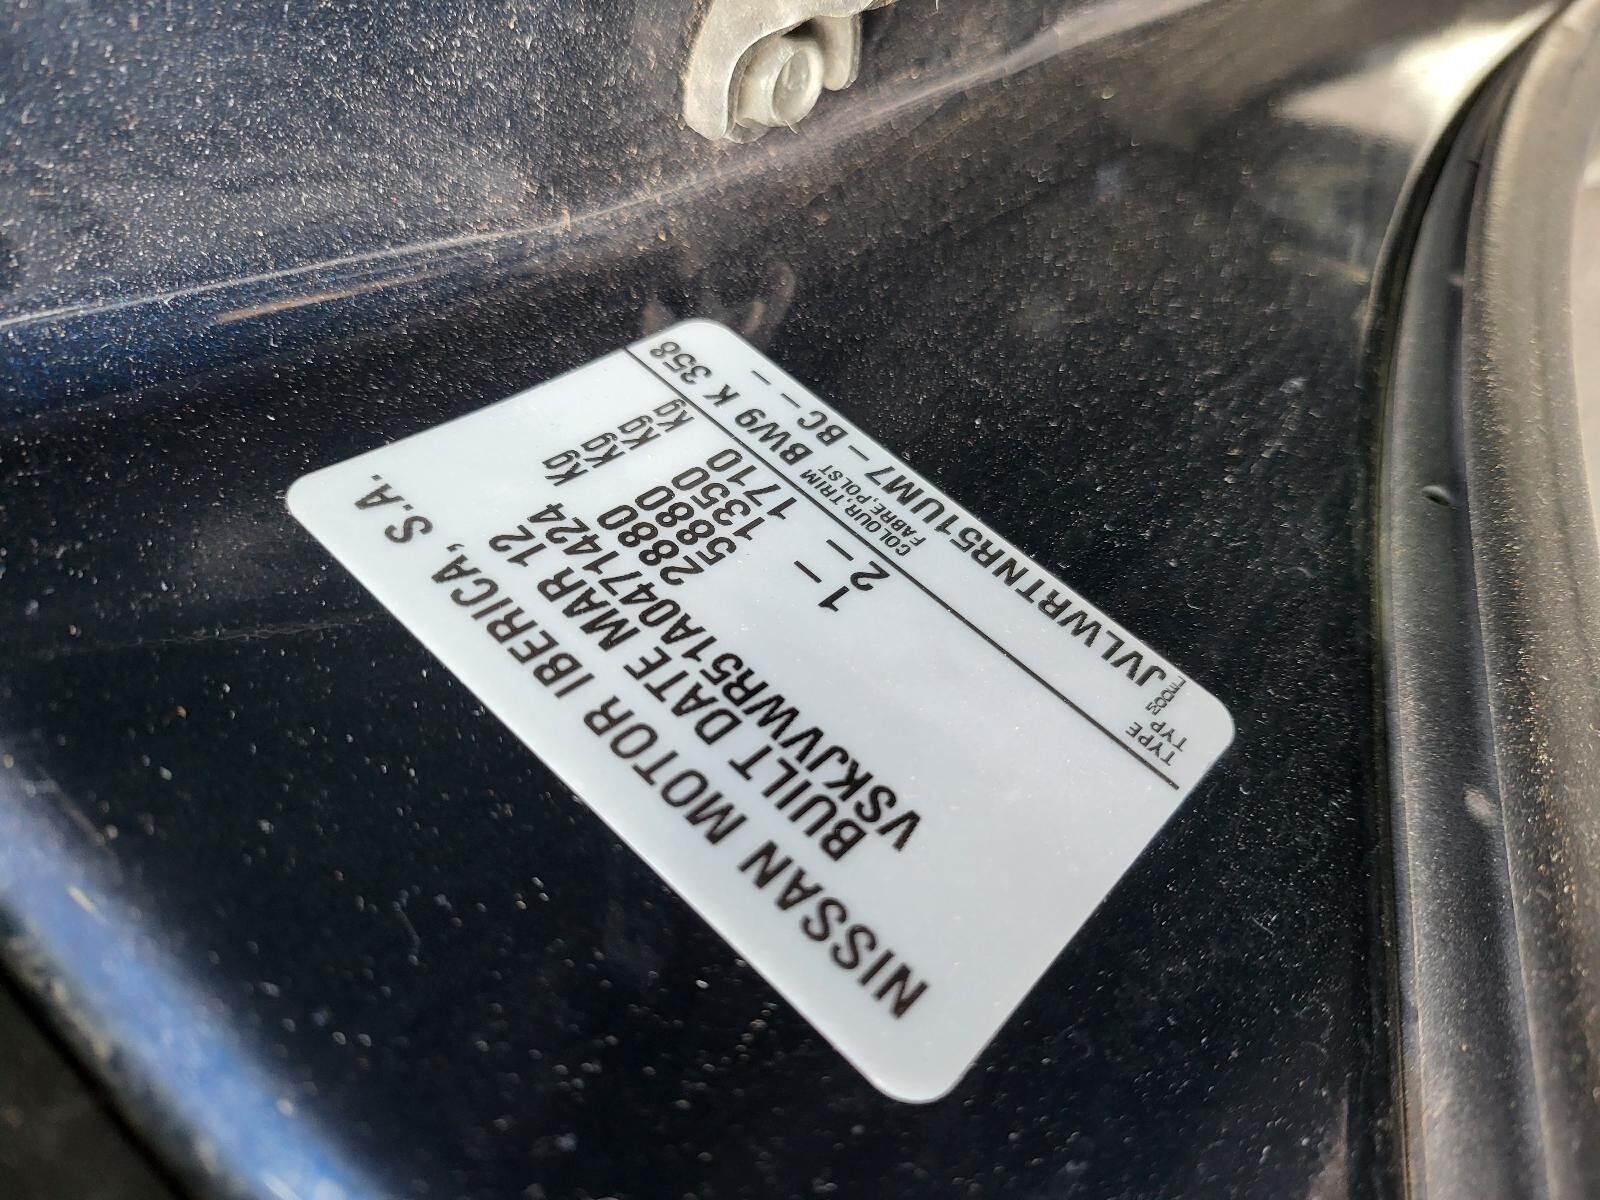 NISSAN MOTOR IBERICA, S.A.
BUILT DATE MAR 12
VSKJVWR51A0471424
2880 Kg
5880 Kg
1 – 1350 Kg
2 – 1710 Kg
TYPE
TYP
COLOUR,TRIM
FABRE,POLST
BW9 K 358
JVLWRTNR51UM7 – BC – –